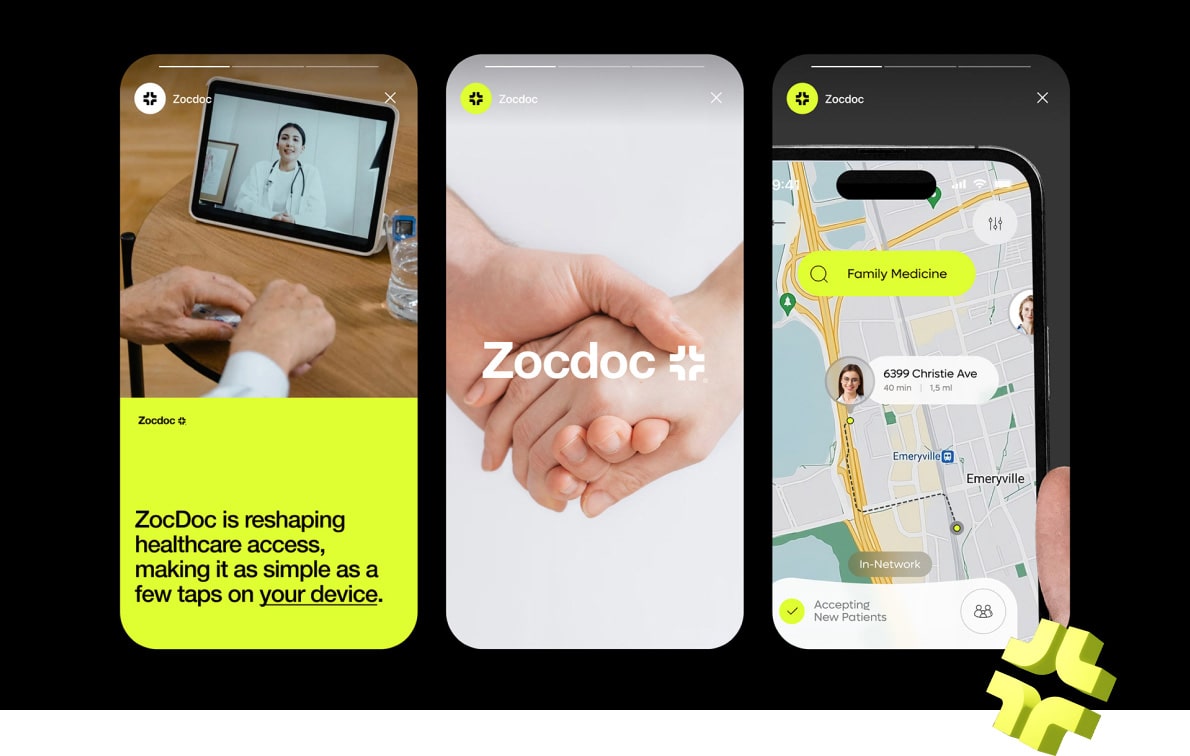 Zocdoc
Zocdoc
ZocDoc is reshaping
healthcare access,
making it as simple as a
few taps on your device.
Zocdoc
Zocdoc
Zocdoc
9:41
Family Medicine
6399 Christie Ave
40 min | 1,5 ml
Emeryville
Emeryville
In-Network
Accepting
New Patients